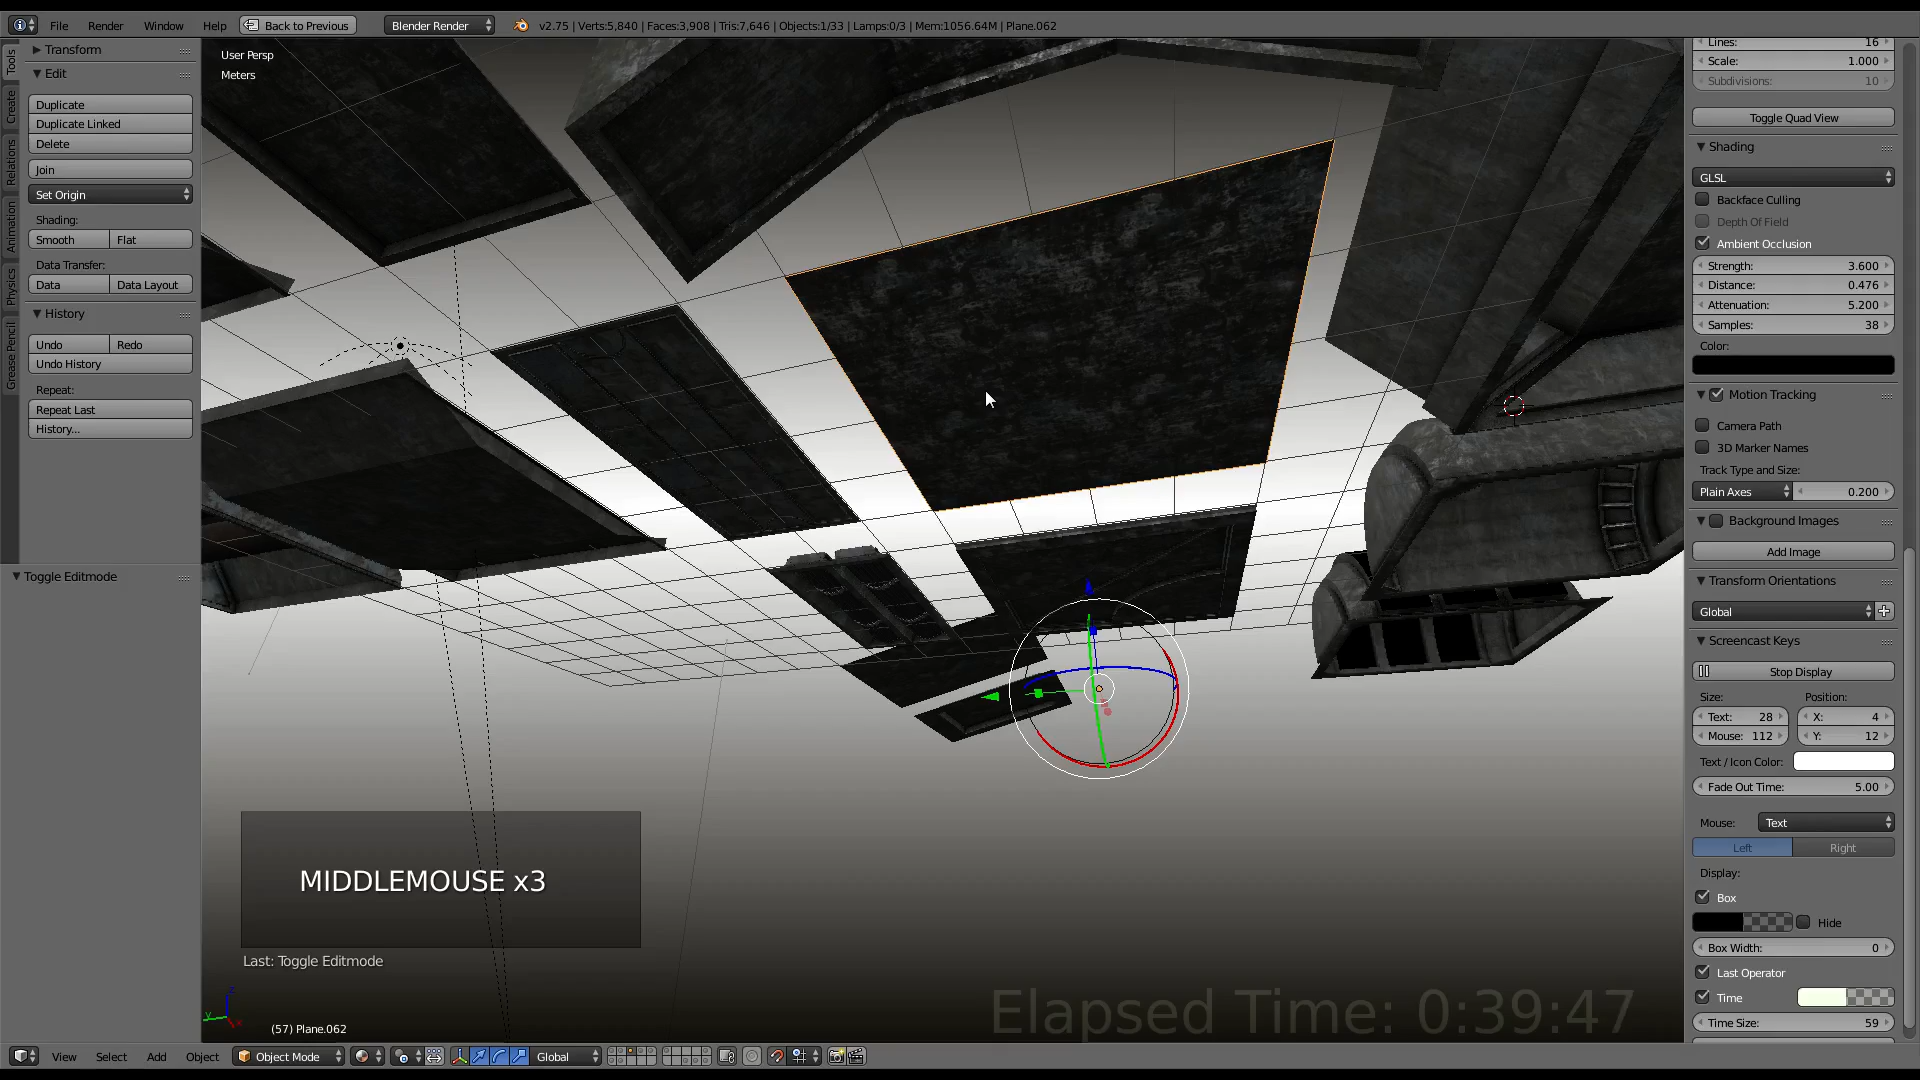 File Render Window Help Back to Previous Blender Render v2.75 | Verts:5,840 | Faces:3,908 | Tris:7,646 | Objects:1/33 | Lamps:0/3 | Mem:1056.64M | Plane.062
Tools
Create
Relations
Animation
Physics
Grease Pencil
Transform
Edit
Duplicate
Duplicate Linked
Delete
Join
Set Origin
Shading:
Smooth Flat
Data Transfer:
Data Data Layout
History
Undo Redo
Undo History
Repeat:
Repeat Last
History...
Toggle Editmode
User Persp
Meters
MIDDLEMOUSE x3
Last: Toggle Editmode
Elapsed Time: 0:39:47
z
y
x
(57) Plane.062
Lines: 16
Scale: 1.000
Subdivisions: 10
Toggle Quad View
Shading
GLSL
Backface Culling
Depth Of Field
Ambient Occlusion
Strength: 3.600
Distance: 0.476
Attenuation: 5.200
Samples: 38
Color:
Motion Tracking
Camera Path
3D Marker Names
Track Type and Size:
Plain Axes 0.200
Background Images
Add Image
Transform Orientations
Global
Screencast Keys
Stop Display
Size: Position:
Text: 28 X: 4
Mouse: 112 Y: 12
Text / Icon Color:
Fade Out Time: 5.00
Mouse: Text
Left Right
Display:
Box
Hide
Box Width: 0
Last Operator
Time
Time Size: 59
View Select Add Object Object Mode Global